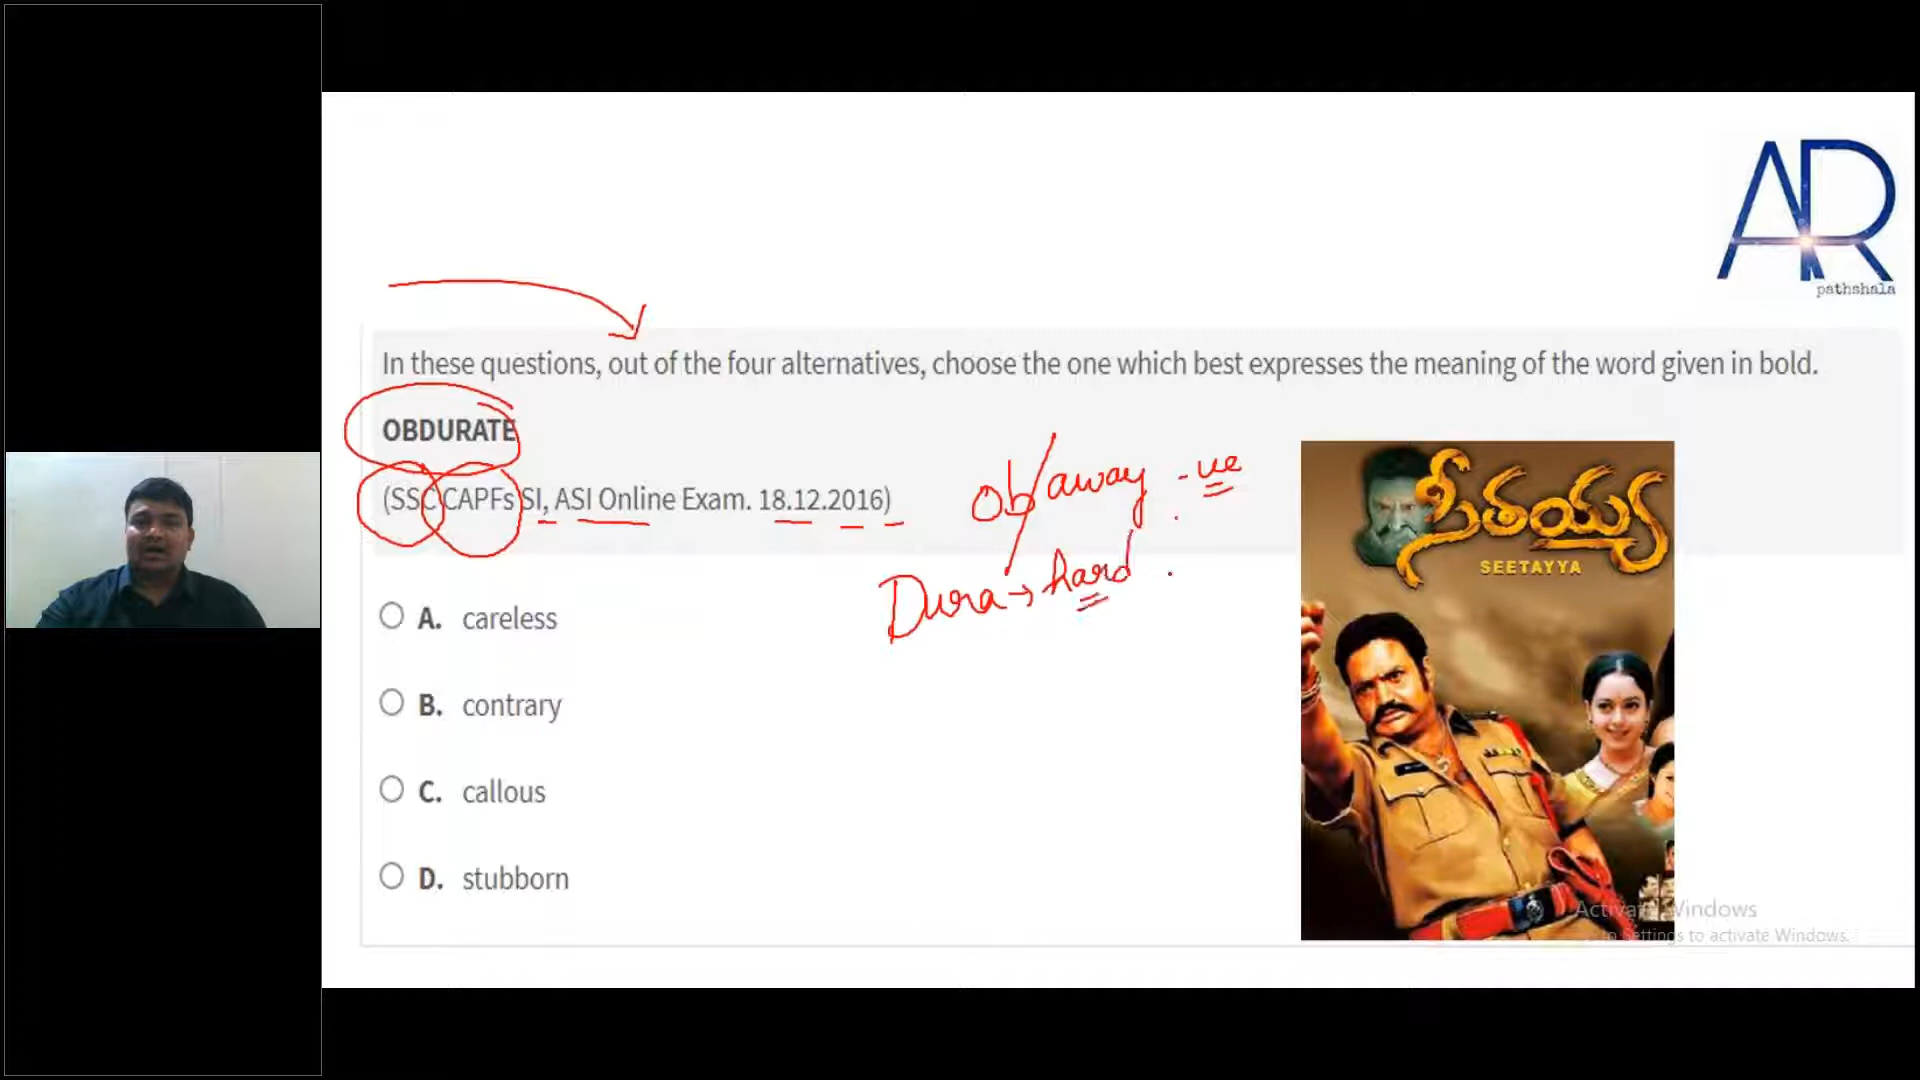 AR
pathshala
In these questions, out of the four alternatives, choose the one which best expresses the meaning of the word given in bold.
OBDURATE
(SSC CAPFs SI, ASI Online Exam. 18.12.2016)
Ob away -ve
Dura → hard
సీతయ్య
SEETAYYA
A. careless
B. contrary
C. callous
D. stubborn
Activate Windows
to Settings to activate Windows.